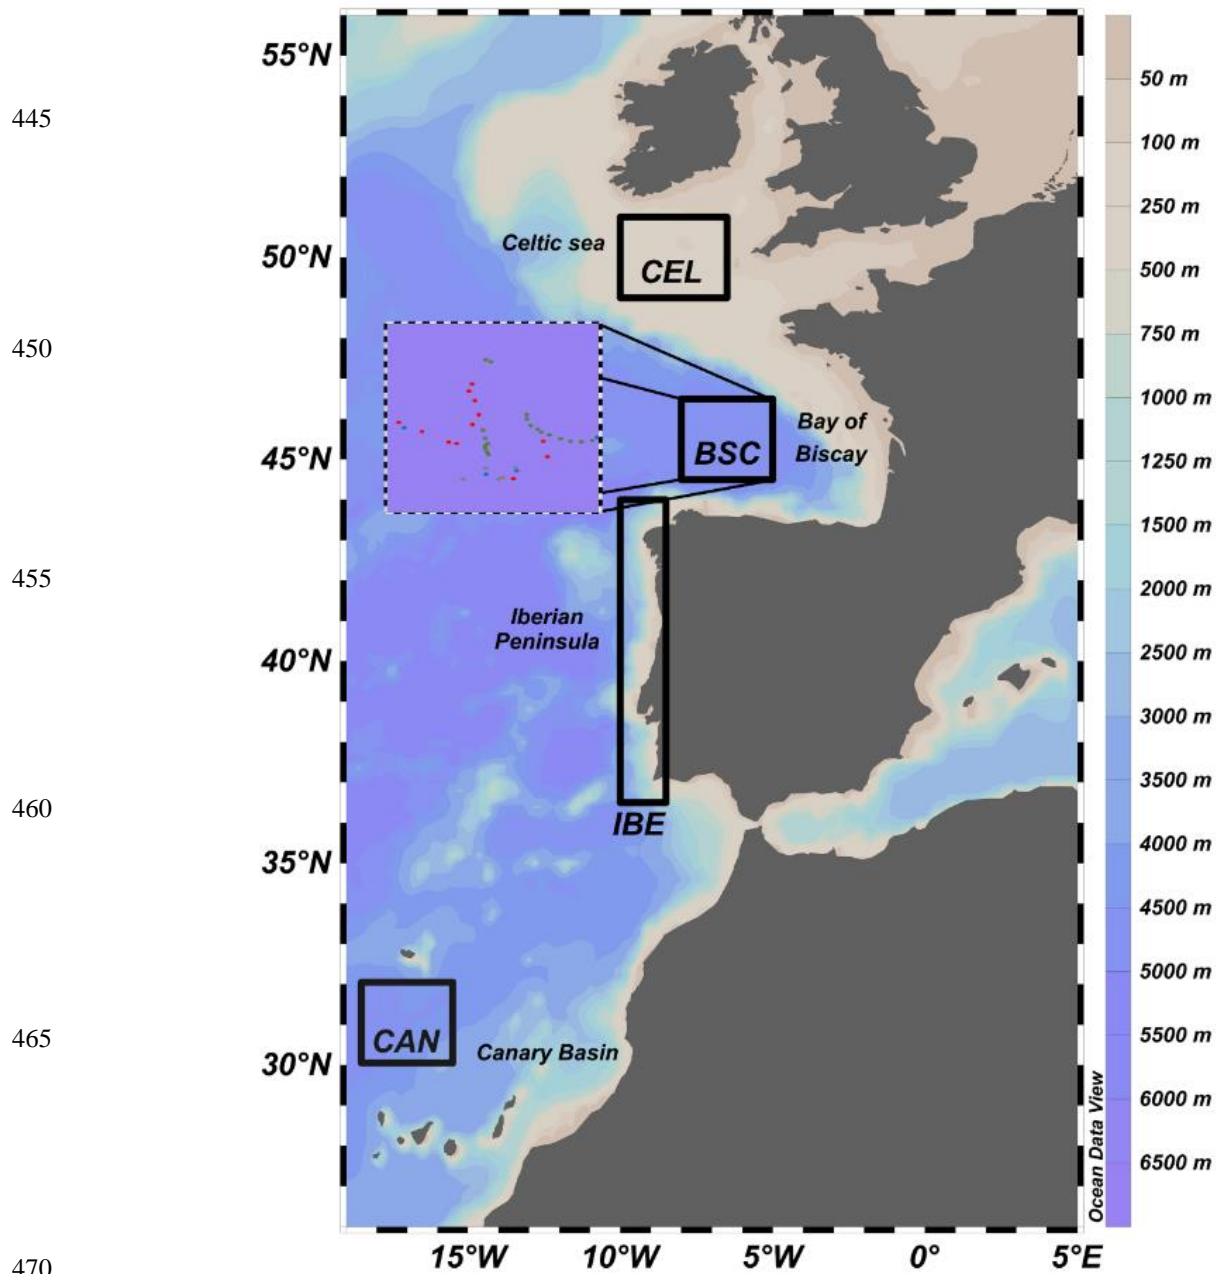 55°N
50 m
445
100 m
250 m
50°N
Celtic sea
CEL
500 m
750 m
450
1000 m
Bay of
Biscay
BSC
45°N
1250 m
1500 m
455
2000 m
Iberian
Peninsula
2500 m
40°N
3000 m
3500 m
460
IBE
4000 m
35°N
4500 m
5000 m
465
CAN
Canary Basin
5500 m
30°N
6000 m
6500 m
Ocean Data View
15°W
10°W
5°W
0°
5°E
470